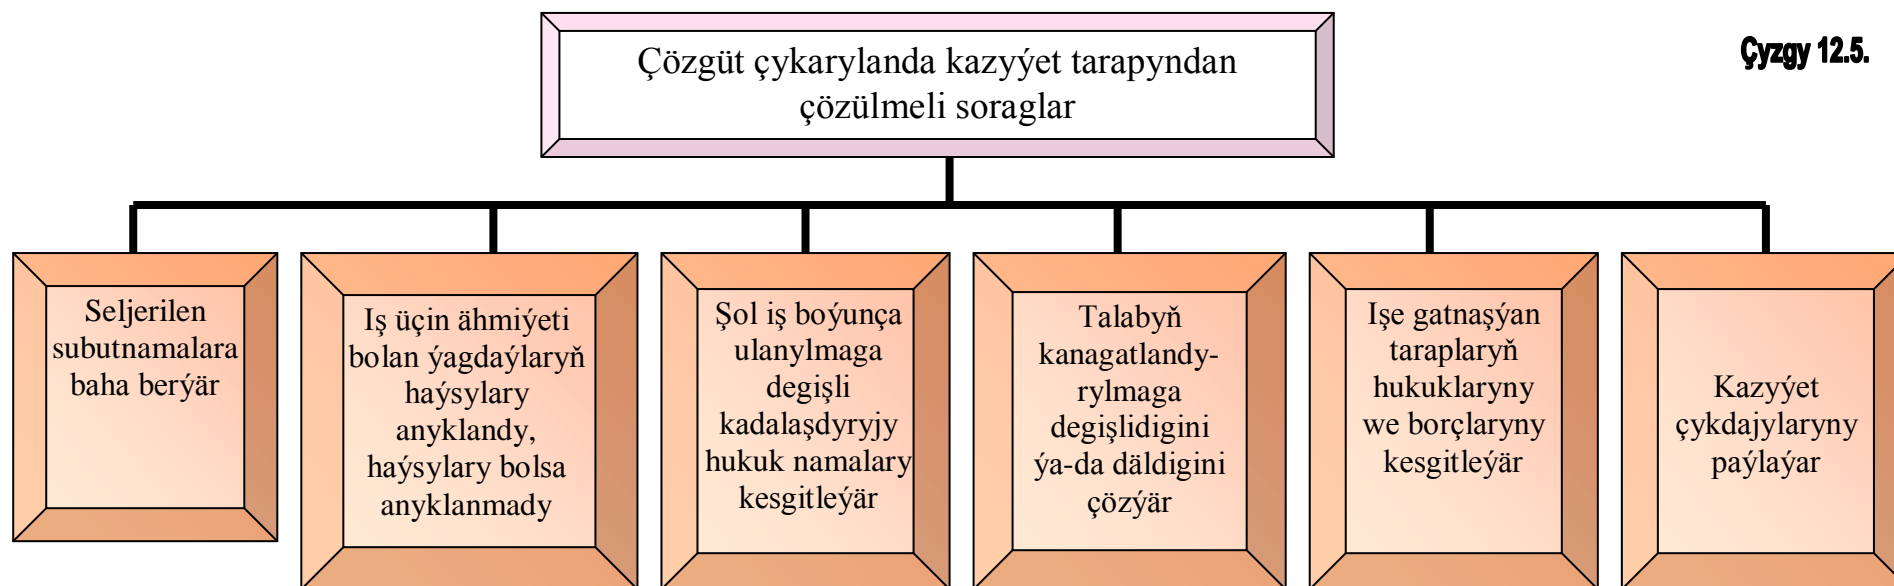 Çyzgy 12.5.
Çözgüt çykarylanda kazyýet tarapyndan
çözülmeli soraglar
Seljerilen
subutnamalara
baha berýär
Iş üçin ähmiýeti
bolan ýagdaýlaryň
haýsylary
anyklandy,
haýsylary bolsa
anyklanmady
Şol iş boýunça
ulanylmaga
degişli
kadalaşdyryjy
hukuk namalary
kesgitleýär
Talabyň
kanagatlandy-
rylmaga
degişlidigini
ýa-da däldigini
çözýär
Işe gatnaşýan
taraplaryň
hukuklaryny
we borçlaryny
kesgitleýär
Kazyýet
çykdajylaryny
paýlaýar